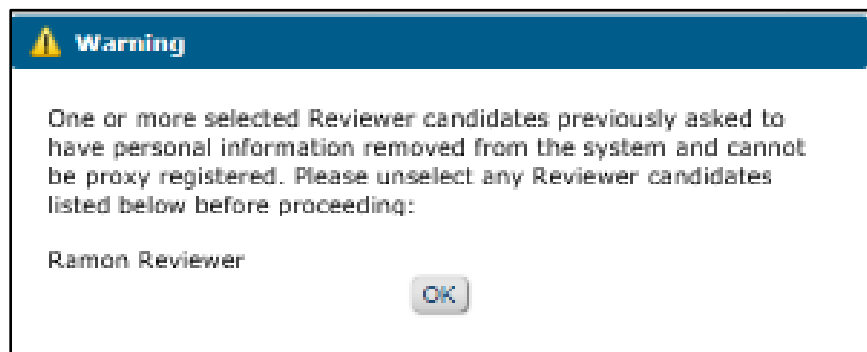 Warning
One or more selected Reviewer candidates previously asked to
have personal information removed from the system and cannot
be proxy registered. Please unselect any Reviewer candidates
listed below before proceeding:
Ramon Reviewer
OK